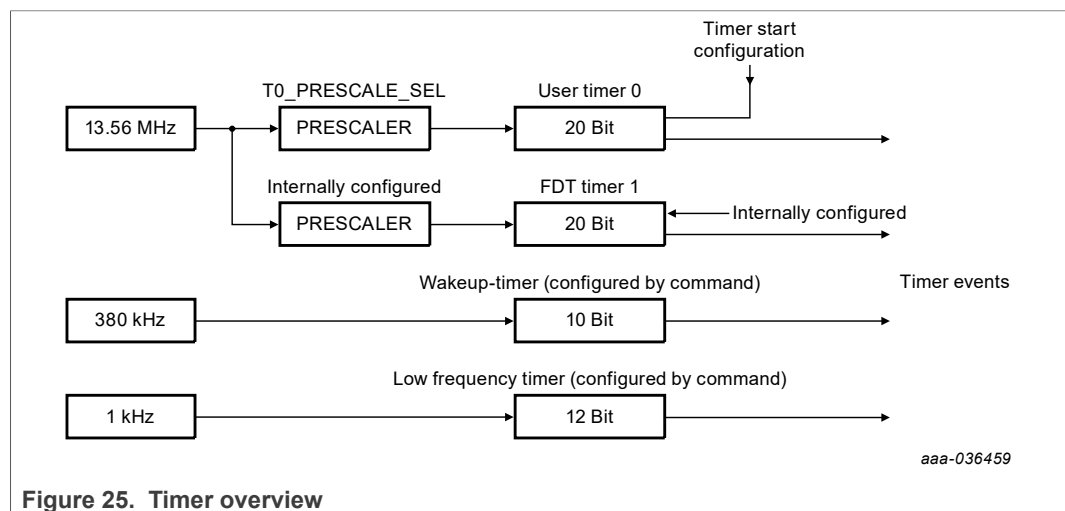 Timer start
configuration
T0_PRESCALE_SEL
User timer 0
13.56 MHz
PRESCALER
20 Bit
Internally configured
FDT timer 1
PRESCALER
20 Bit
Internally configured
Wakeup-timer (configured by command)
Timer events
380 kHz
10 Bit
Low frequency timer (configured by command)
1 kHz
12 Bit
aaa-036459
Figure 25. Timer overview